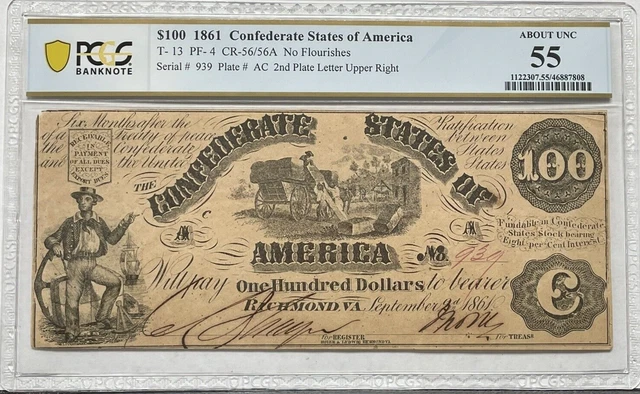 PCGS
BANKNOTE
$100 1861 Confederate States of America
T- 13 PF- 4 CR-56/56A No Flourishes
Serial # 939 Plate # AC 2nd Plate Letter Upper Right
ABOUT UNC
55
1122307.55/46887808
Six Months after the Ratification
of a Treaty of peace between
the Confederate States
and the United States
RECEIVABLE
IN
PAYMENT
OF ALL DUES
EXCEPT
EXPORT DUES
THE CONFEDERATE STATES OF
AMERICA
100
C
Fundable in Confederate
States Stock bearing
Eight per Cent Interest.
No. 939
Will pay One Hundred Dollars to bearer
RICHMOND, VA. September 2nd 1861
for REGISTER
for TREASR
C